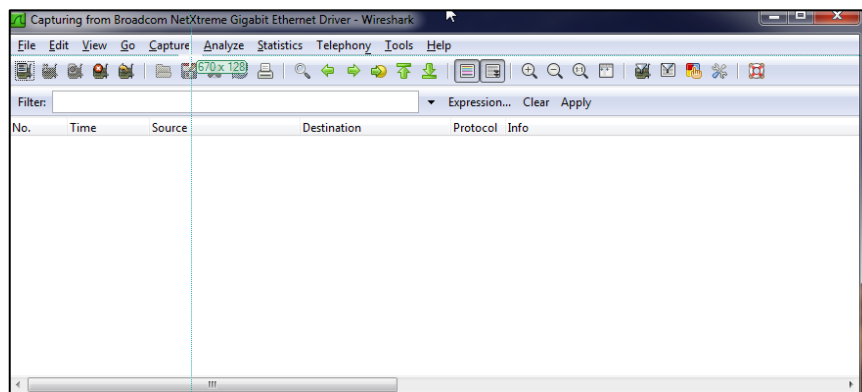 Capturing from Broadcom NetXtreme Gigabit Ethernet Driver - Wireshark
File Edit View Go Capture Analyze Statistics Telephony Tools Help
670 x 128
Filter: Expression... Clear Apply
No. Time Source Destination Protocol Info